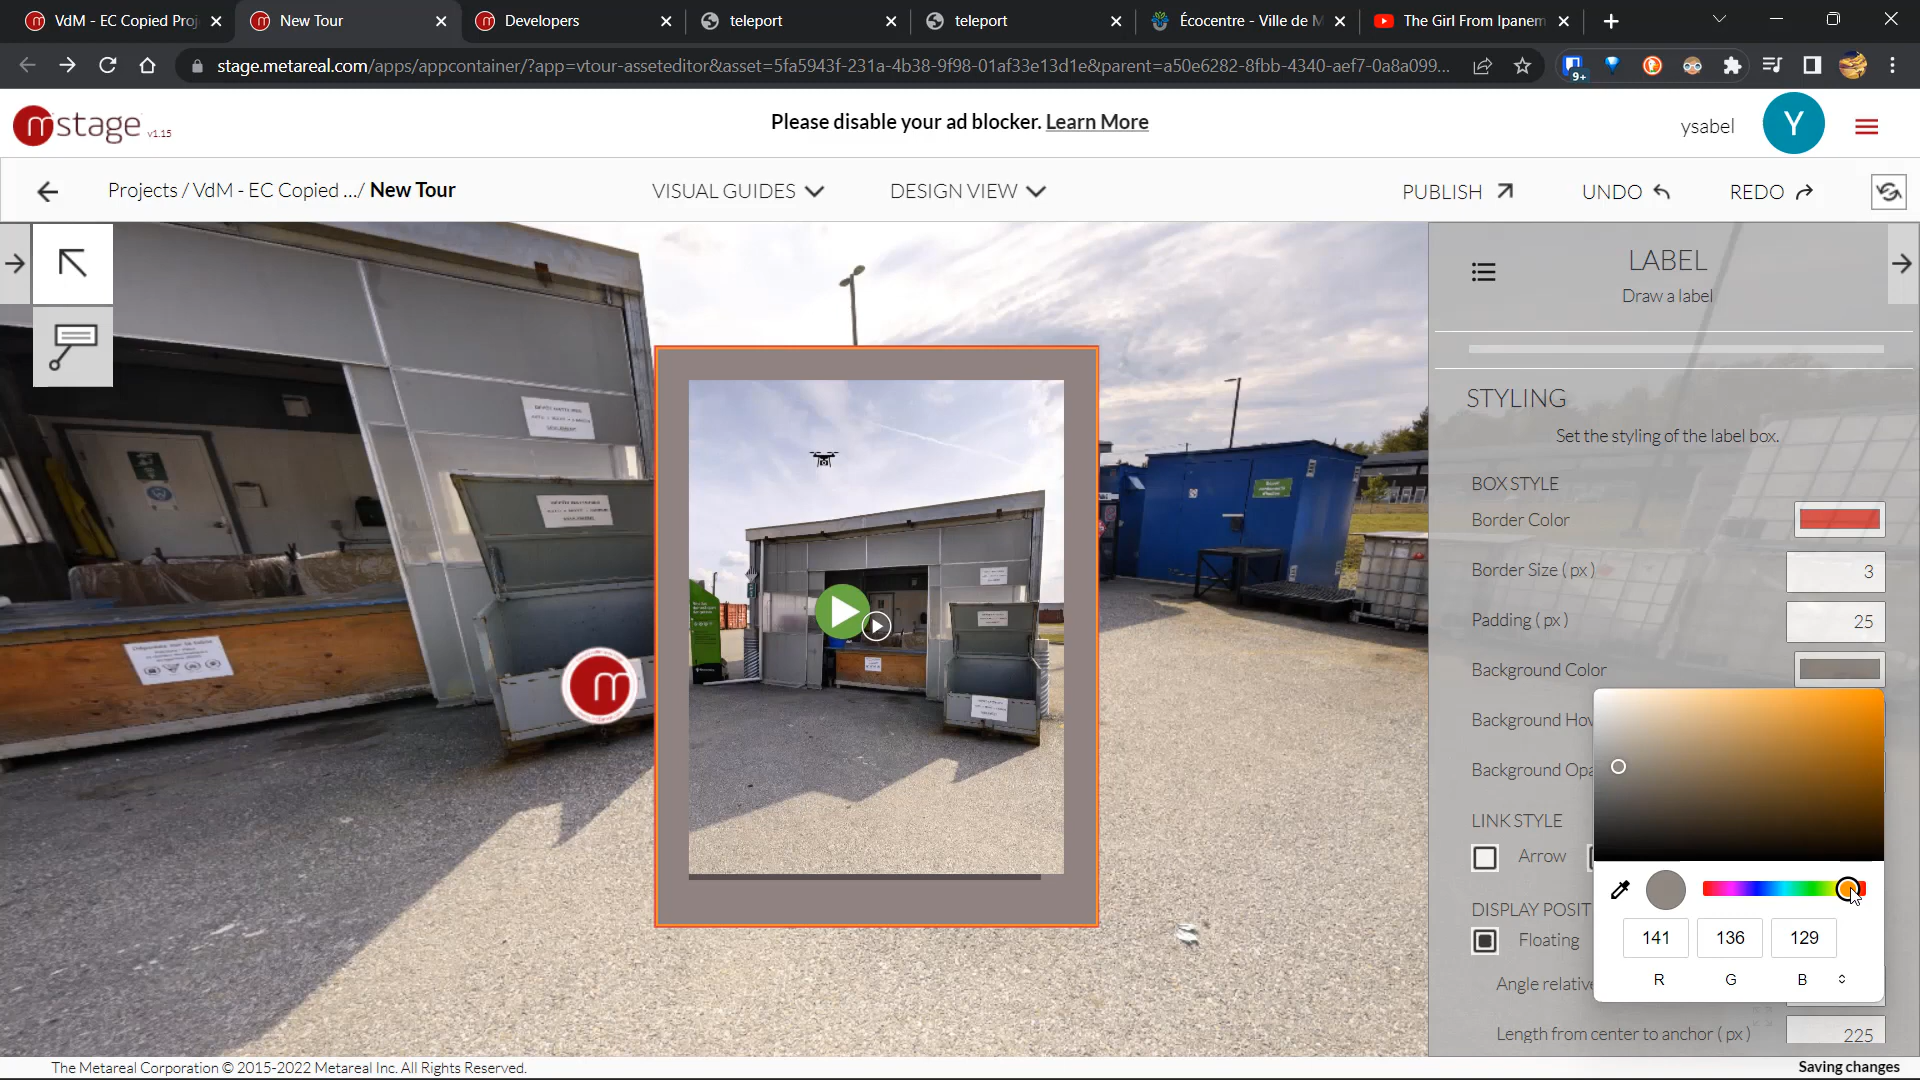 VdM - EC Copied Proj
New Tour
Developers
teleport
teleport
Écocentre - Ville de M
The Girl From Ipanem
stage.metareal.com/apps/appcontainer/?app=vtour-asseteditor&asset=5fa5943f-231a-4b38-9f98-01af33e13d1e&parent=a50e6282-8fbb-4340-aef7-0a8a099...
9+
mstage v1.15
Please disable your ad blocker. Learn More
ysabel
Y
Projects / VdM - EC Copied .../ New Tour
VISUAL GUIDES
DESIGN VIEW
PUBLISH
UNDO
REDO
LABEL
Draw a label
STYLING
Set the styling of the label box.
BOX STYLE
Border Color
Border Size ( px )
3
Padding ( px )
25
Background Color
Background Hov
Background Opa
LINK STYLE
Arrow
DISPLAY POSIT
Floating
Angle relative
Length from center to anchor ( px )
225
141
136
129
R
G
B
m
The Metareal Corporation © 2015-2022 Metareal Inc. All Rights Reserved.
Saving changes